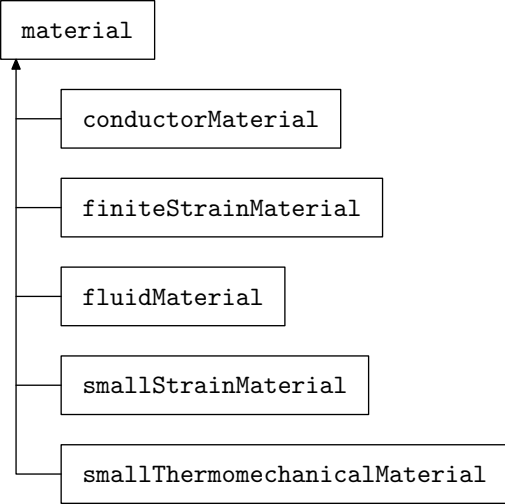 material
conductorMaterial
finiteStrainMaterial
fluidMaterial
smallStrainMaterial
smallThermomechanicalMaterial